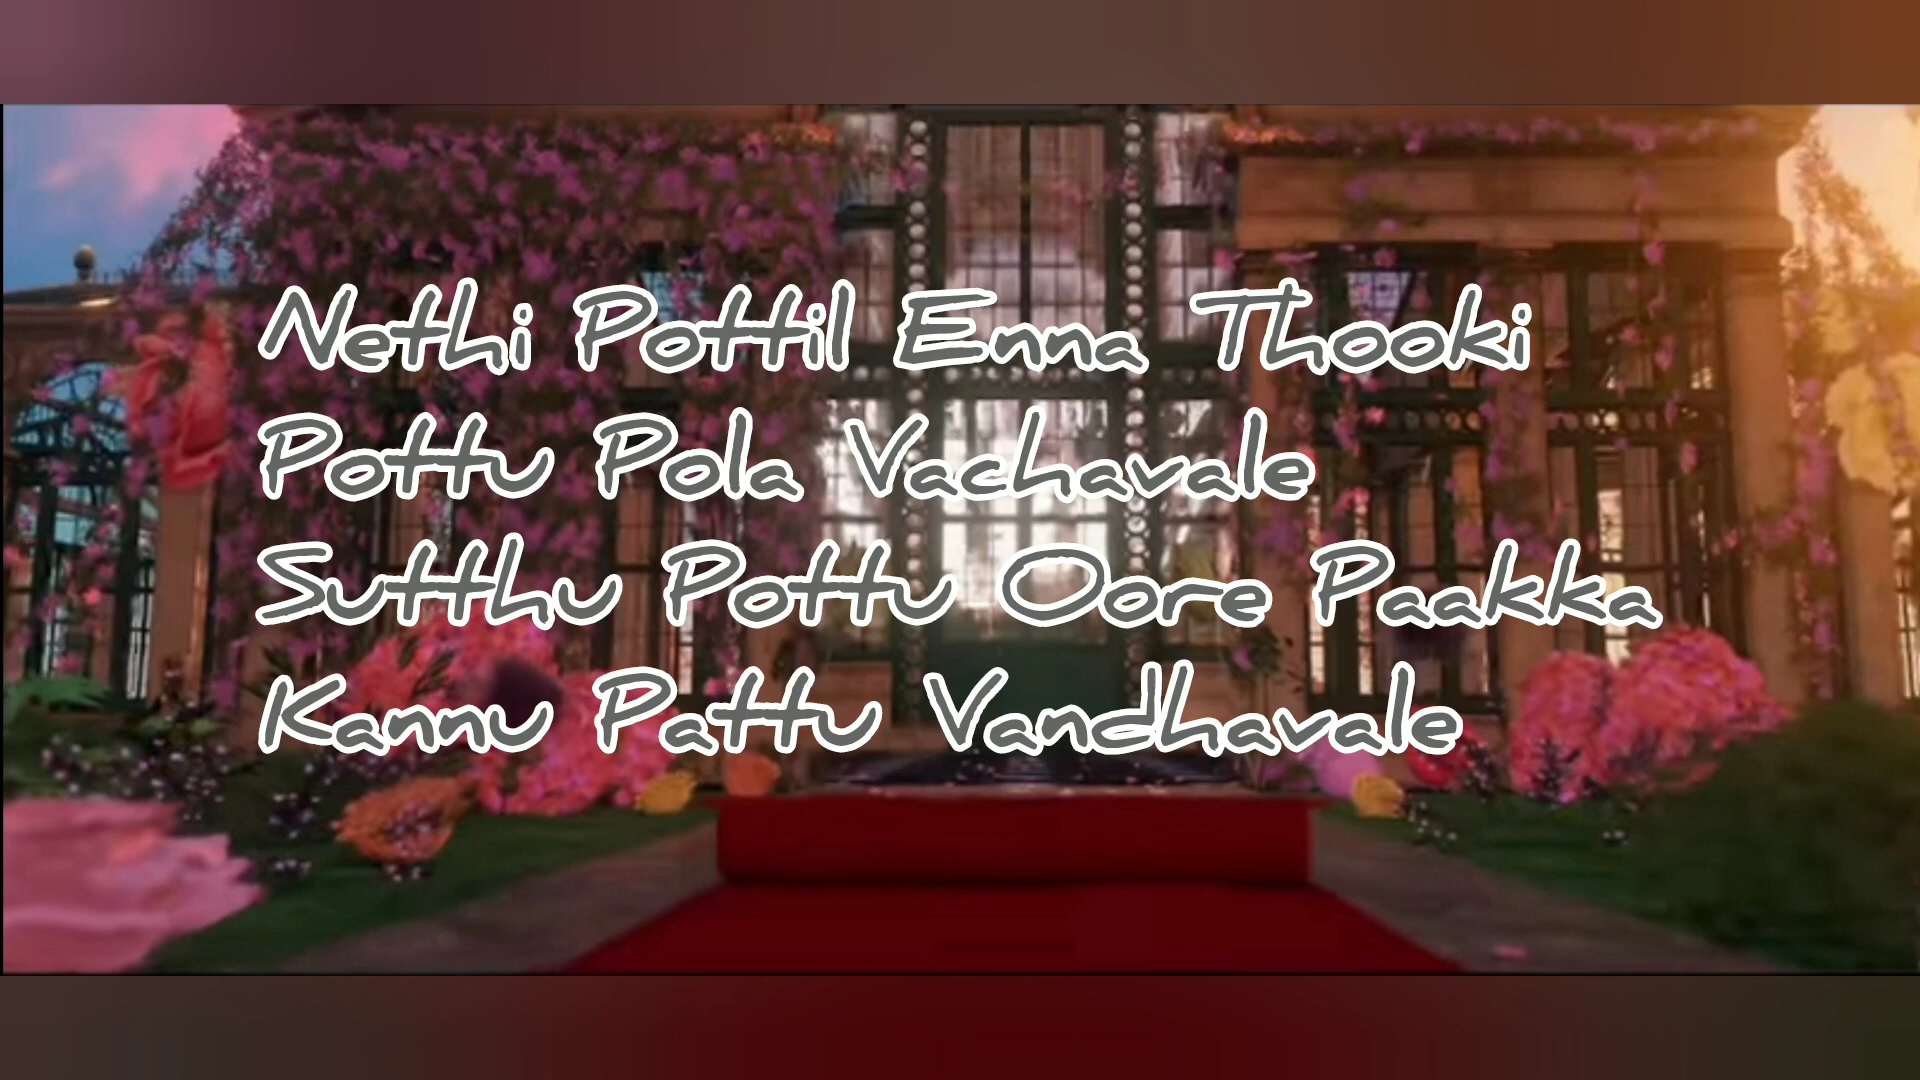 Nethi Pottil Enna Thooki
Pottu Pola Vachavale
Sutthu Pottu Oore Paakka
Kannu Pattu Vandhavale